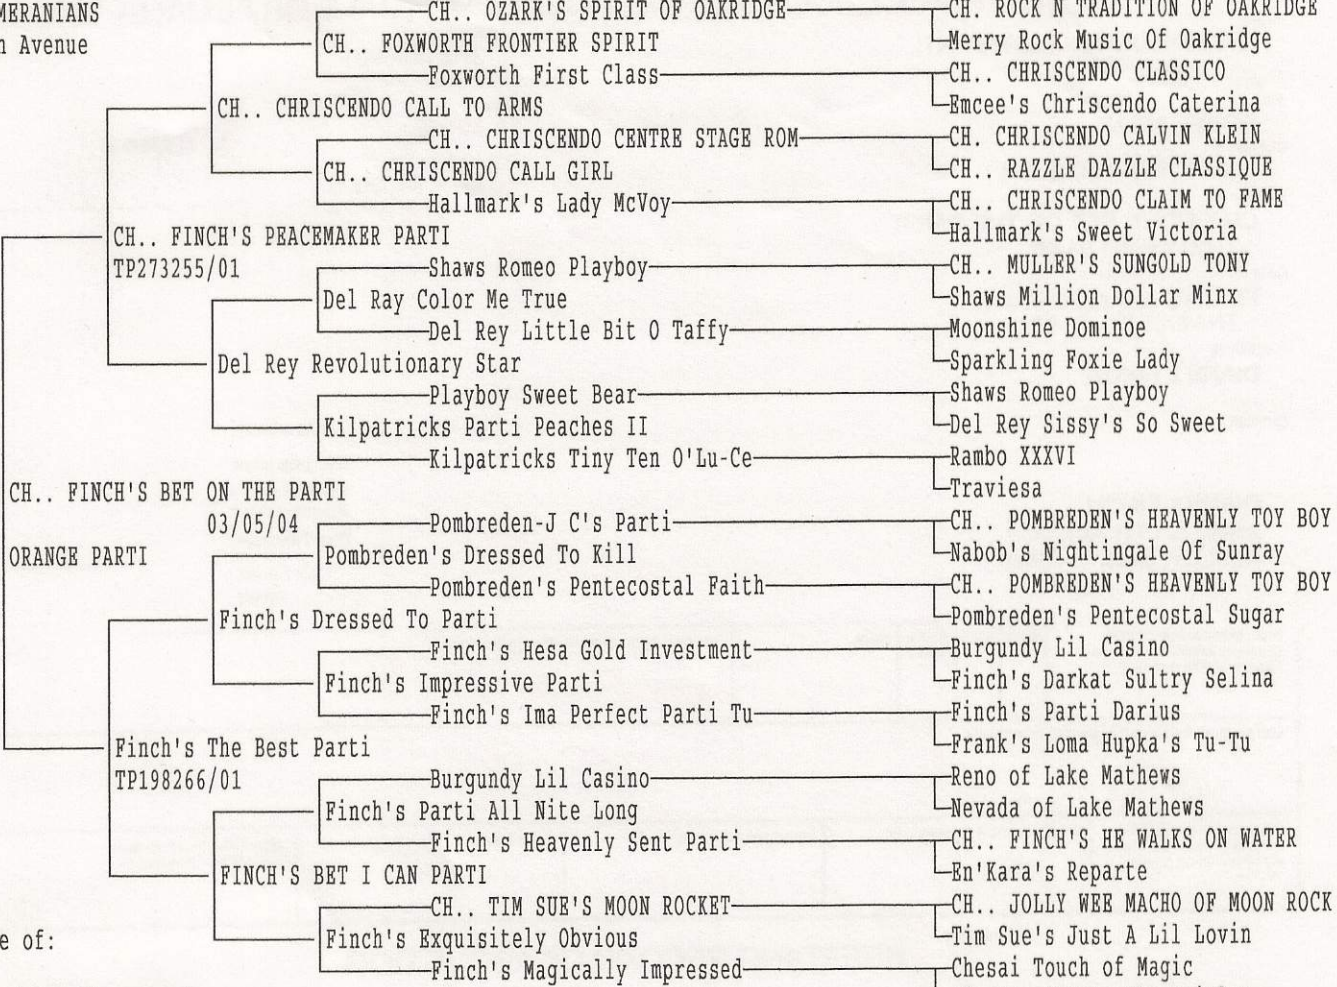 MERANIANS
CH.. OZARK'S SPIRIT OF OAKRIDGE
CH. ROCK N TRADITION OF OAKRIDGE
Avenue
CH.. FOXWORTH FRONTIER SPIRIT
Merry Rock Music Of Oakridge
Foxworth First Class
CH.. CHRISCENDO CLASSICO
CH.. CHRISCENDO CALL TO ARMS
Emcee's Chriscendo Caterina
CH.. CHRISCENDO CENTRE STAGE ROM
CH. CHRISCENDO CALVIN KLEIN
CH.. CHRISCENDO CALL GIRL
CH.. RAZZLE DAZZLE CLASSIQUE
Hallmark's Lady McVoy
CH.. CHRISCENDO CLAIM TO FAME
CH.. FINCH'S PEACEMAKER PARTI
Hallmark's Sweet Victoria
TP273255/01
Shaws Romeo Playboy
CH.. MULLER'S SUNGOLD TONY
Del Ray Color Me True
Shaws Million Dollar Minx
Del Rey Little Bit O Taffy
Moonshine Dominoe
Del Rey Revolutionary Star
Sparkling Foxie Lady
Playboy Sweet Bear
Shaws Romeo Playboy
Kilpatricks Parti Peaches II
Del Rey Sissy's So Sweet
Kilpatricks Tiny Ten O'Lu-Ce
Rambo XXXVI
CH.. FINCH'S BET ON THE PARTI
Traviesa
03/05/04
Pombreden-J C's Parti
CH.. POMBREDEN'S HEAVENLY TOY BOY
ORANGE PARTI
Pombreden's Dressed To Kill
Nabob's Nightingale Of Sunray
Pombreden's Pentecostal Faith
CH.. POMBREDEN'S HEAVENLY TOY BOY
Finch's Dressed To Parti
Pombreden's Pentecostal Sugar
Finch's Hesa Gold Investment
Burgundy Lil Casino
Finch's Impressive Parti
Finch's Darkat Sultry Selina
Finch's Ima Perfect Parti Tu
Finch's Parti Darius
Finch's The Best Parti
Frank's Loma Hupka's Tu-Tu
TP198266/01
Burgundy Lil Casino
Reno of Lake Mathews
Finch's Parti All Nite Long
Nevada of Lake Mathews
Finch's Heavenly Sent Parti
CH.. FINCH'S HE WALKS ON WATER
FINCH'S BET I CAN PARTI
En'Kara's Reparte
CH.. TIM SUE'S MOON ROCKET
CH.. JOLLY WEE MACHO OF MOON ROCK
e of:
Finch's Exquisitely Obvious
Tim Sue's Just A Lil Lovin
Finch's Magically Impressed
Chesai Touch of Magic